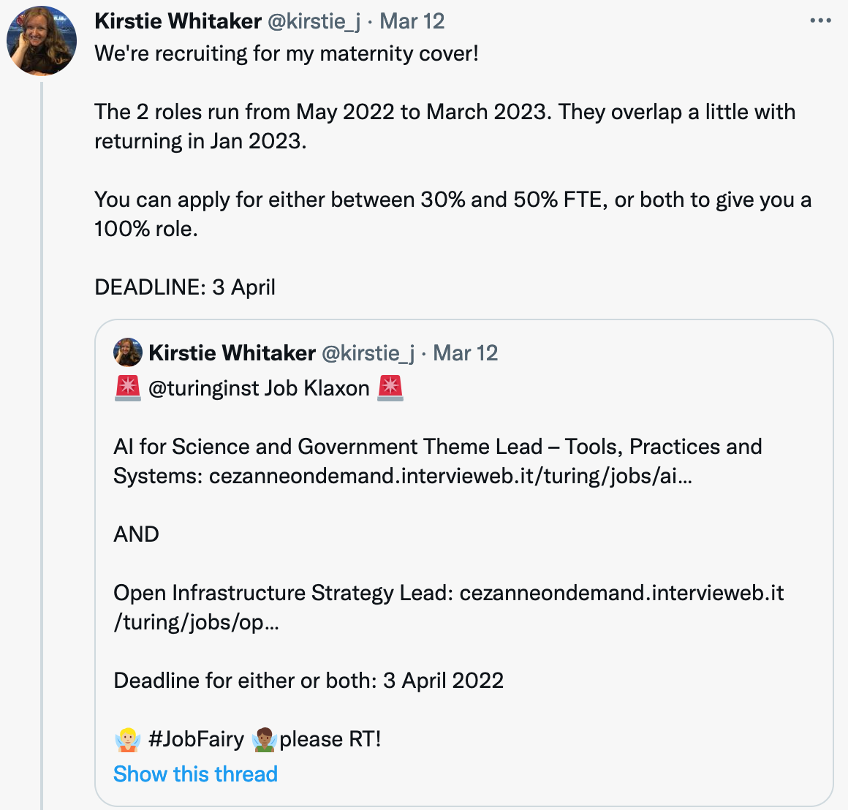 Kirstie Whitaker @kirstie_j · Mar 12
We're recruiting for my maternity cover!
The 2 roles run from May 2022 to March 2023. They overlap a little with
returning in Jan 2023.
You can apply for either between 30% and 50% FTE, or both to give you a
100% role.
DEADLINE: 3 April
Kirstie Whitaker @kirstie_j · Mar 12
🚨 @turinginst Job Klaxon 🚨
AI for Science and Government Theme Lead – Tools, Practices and
Systems: cezanneondemand.intervieweb.it/turing/jobs/ai…
AND
Open Infrastructure Strategy Lead: cezanneondemand.intervieweb.it
/turing/jobs/op…
Deadline for either or both: 3 April 2022
🧚🏼 #JobFairy 🧚🏾‍♂️please RT!
Show this thread